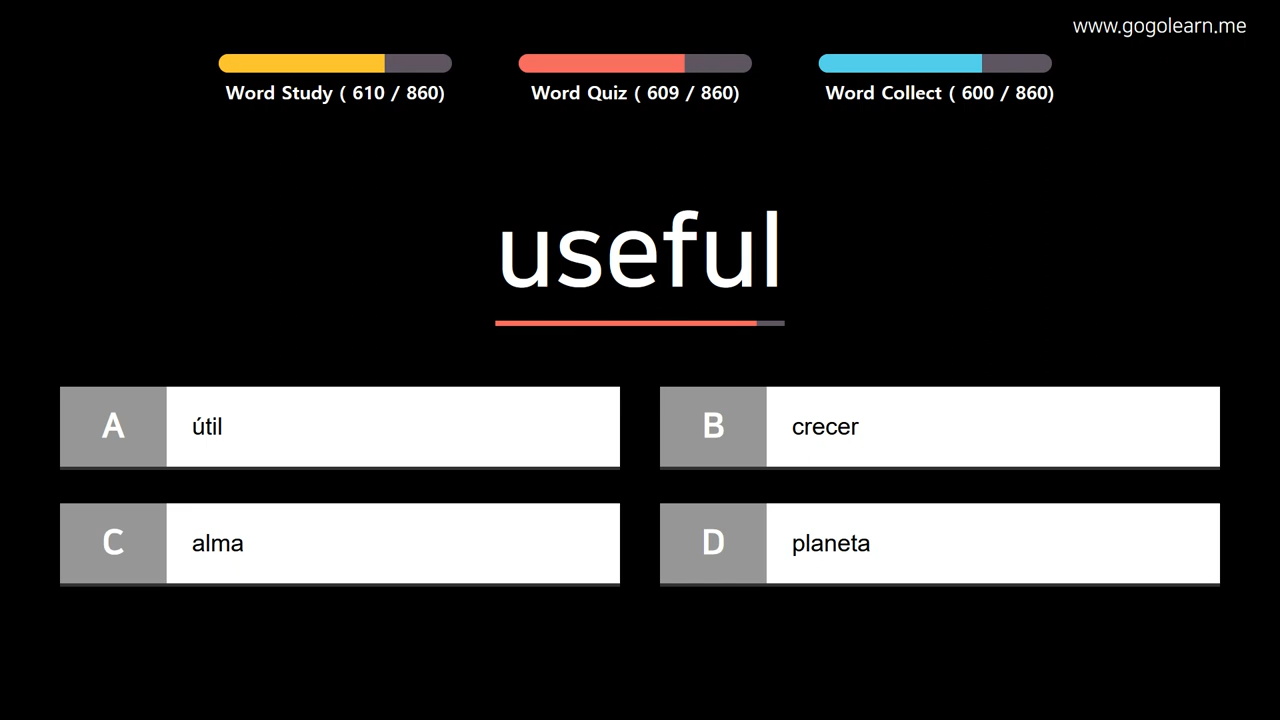 www.gogolearn.me
Word Study ( 610 / 860)
Word Quiz ( 609 / 860)
Word Collect ( 600 / 860)
useful
A
útil
B
crecer
C
alma
D
planeta